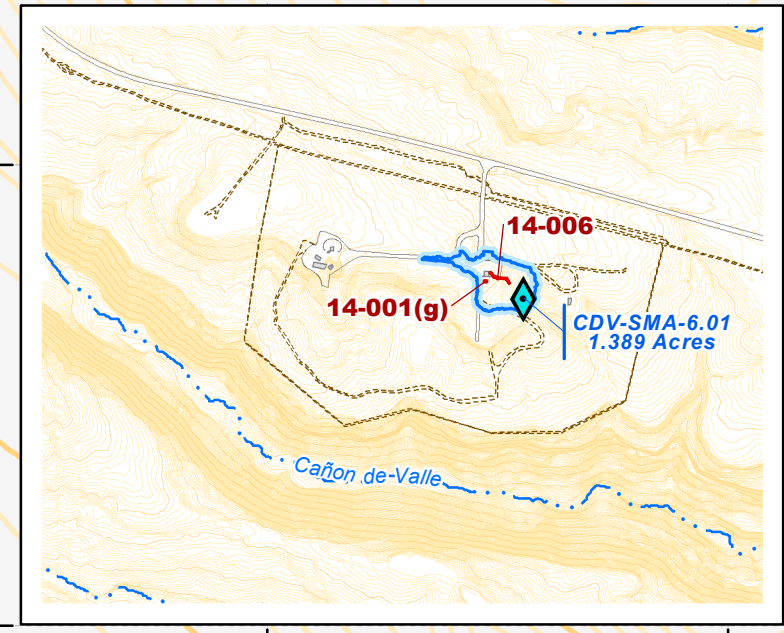 14-006
14-001(g)
CDV-SMA-6.01
1.389 Acres
Cañon de Valle